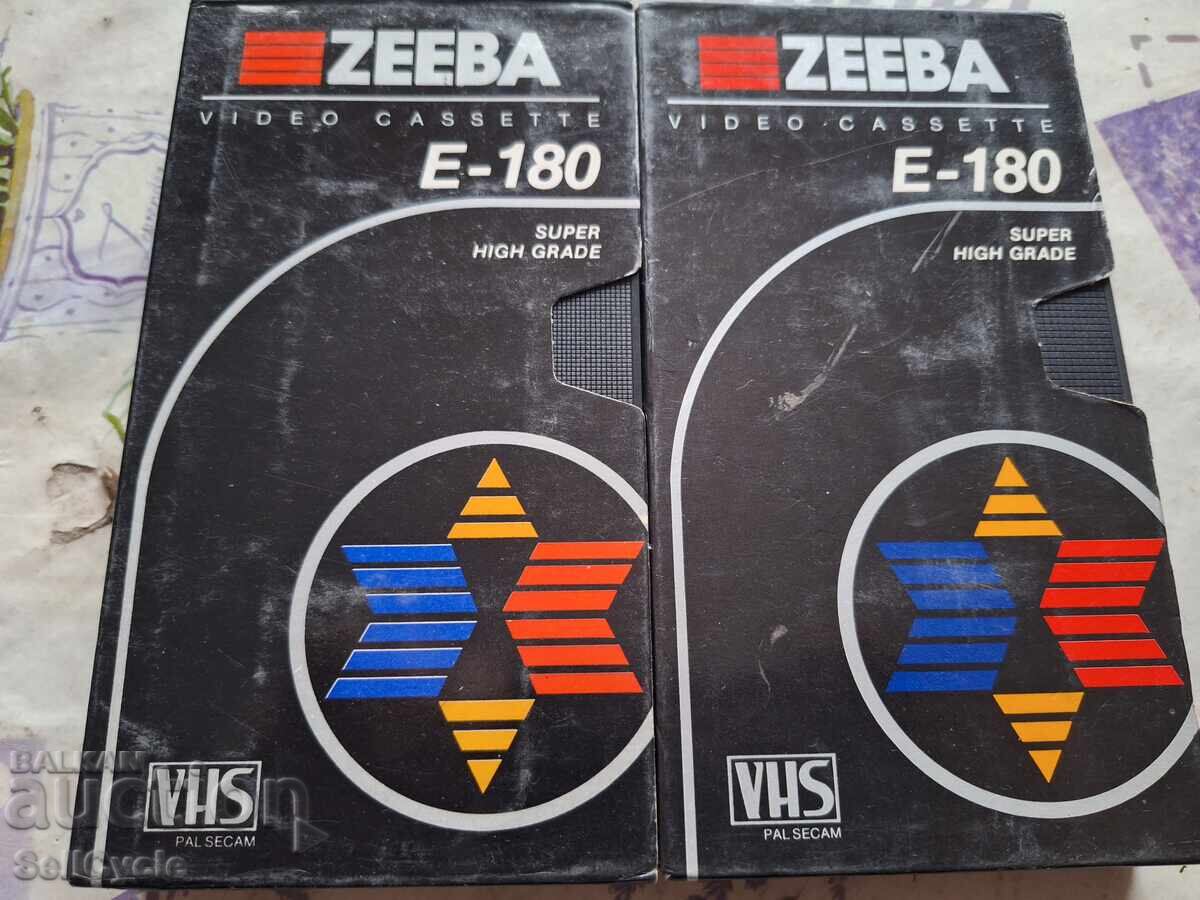 ZEEBA
VIDEO CASSETTE
E-180
SUPER
HIGH GRADE
VHS
PAL SECAM
ZEEBA
VIDEO CASSETTE
E-180
SUPER
HIGH GRADE
VHS
PAL SECAM
BALKAN
auction
SellCycle